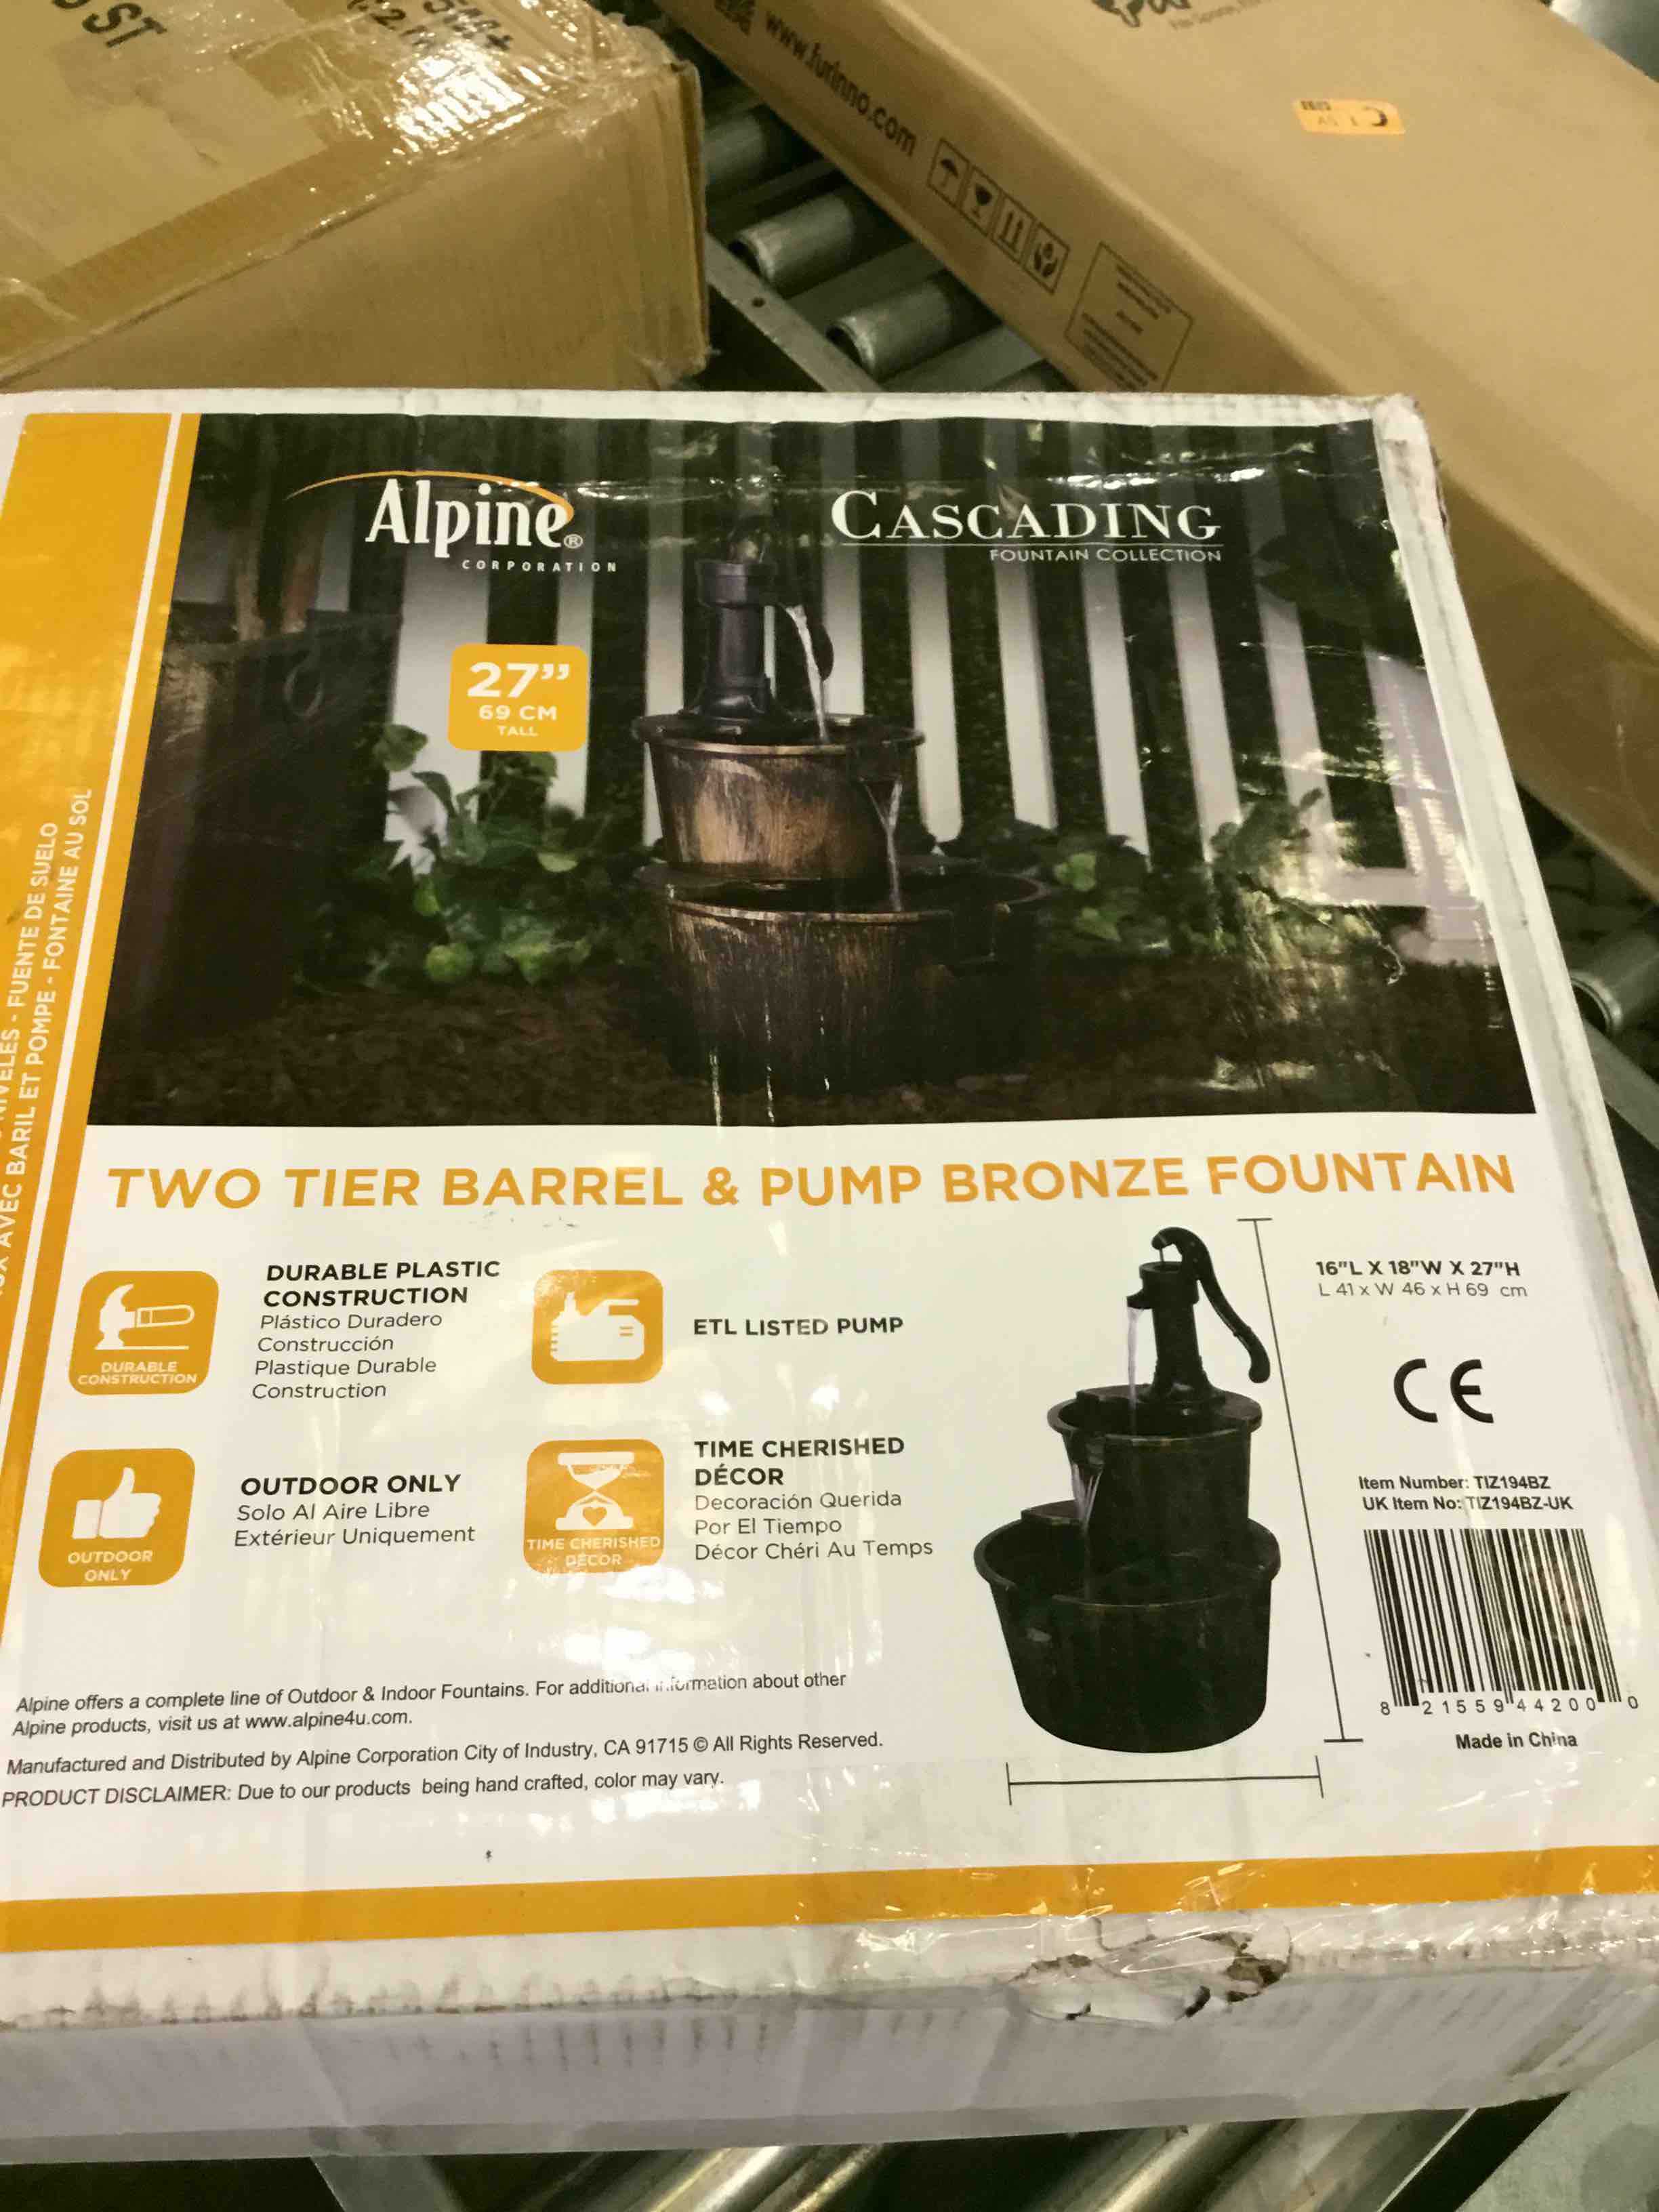 www.furinno.com
Alpine®
CORPORATION
CASCADING
FOUNTAIN COLLECTION
27”
69 CM
TALL
- FUENTE DE SUELO
AVEC BARIL ET POMPE - FONTAINE AU SOL
TWO TIER BARREL & PUMP BRONZE FOUNTAIN
DURABLE
CONSTRUCTION
DURABLE PLASTIC
CONSTRUCTION
Plástico Duradero
Construcción
Plastique Durable
Construction
ETL LISTED PUMP
OUTDOOR
ONLY
OUTDOOR ONLY
Solo Al Aire Libre
Extérieur Uniquement
TIME CHERISHED
DÉCOR
TIME CHERISHED
DÉCOR
Decoración Querida
Por El Tiempo
Décor Chéri Au Temps
16"L X 18"W X 27"H
L 41 x W 46 x H 69 cm
CE
Item Number: TIZ194BZ
UK Item No: TIZ194BZ-UK
8 21559 44200 0
Made in China
Alpine offers a complete line of Outdoor & Indoor Fountains. For additional information about other
Alpine products, visit us at www.alpine4u.com.
Manufactured and Distributed by Alpine Corporation City of Industry, CA 91715 © All Rights Reserved.
PRODUCT DISCLAIMER: Due to our products being hand crafted, color may vary.